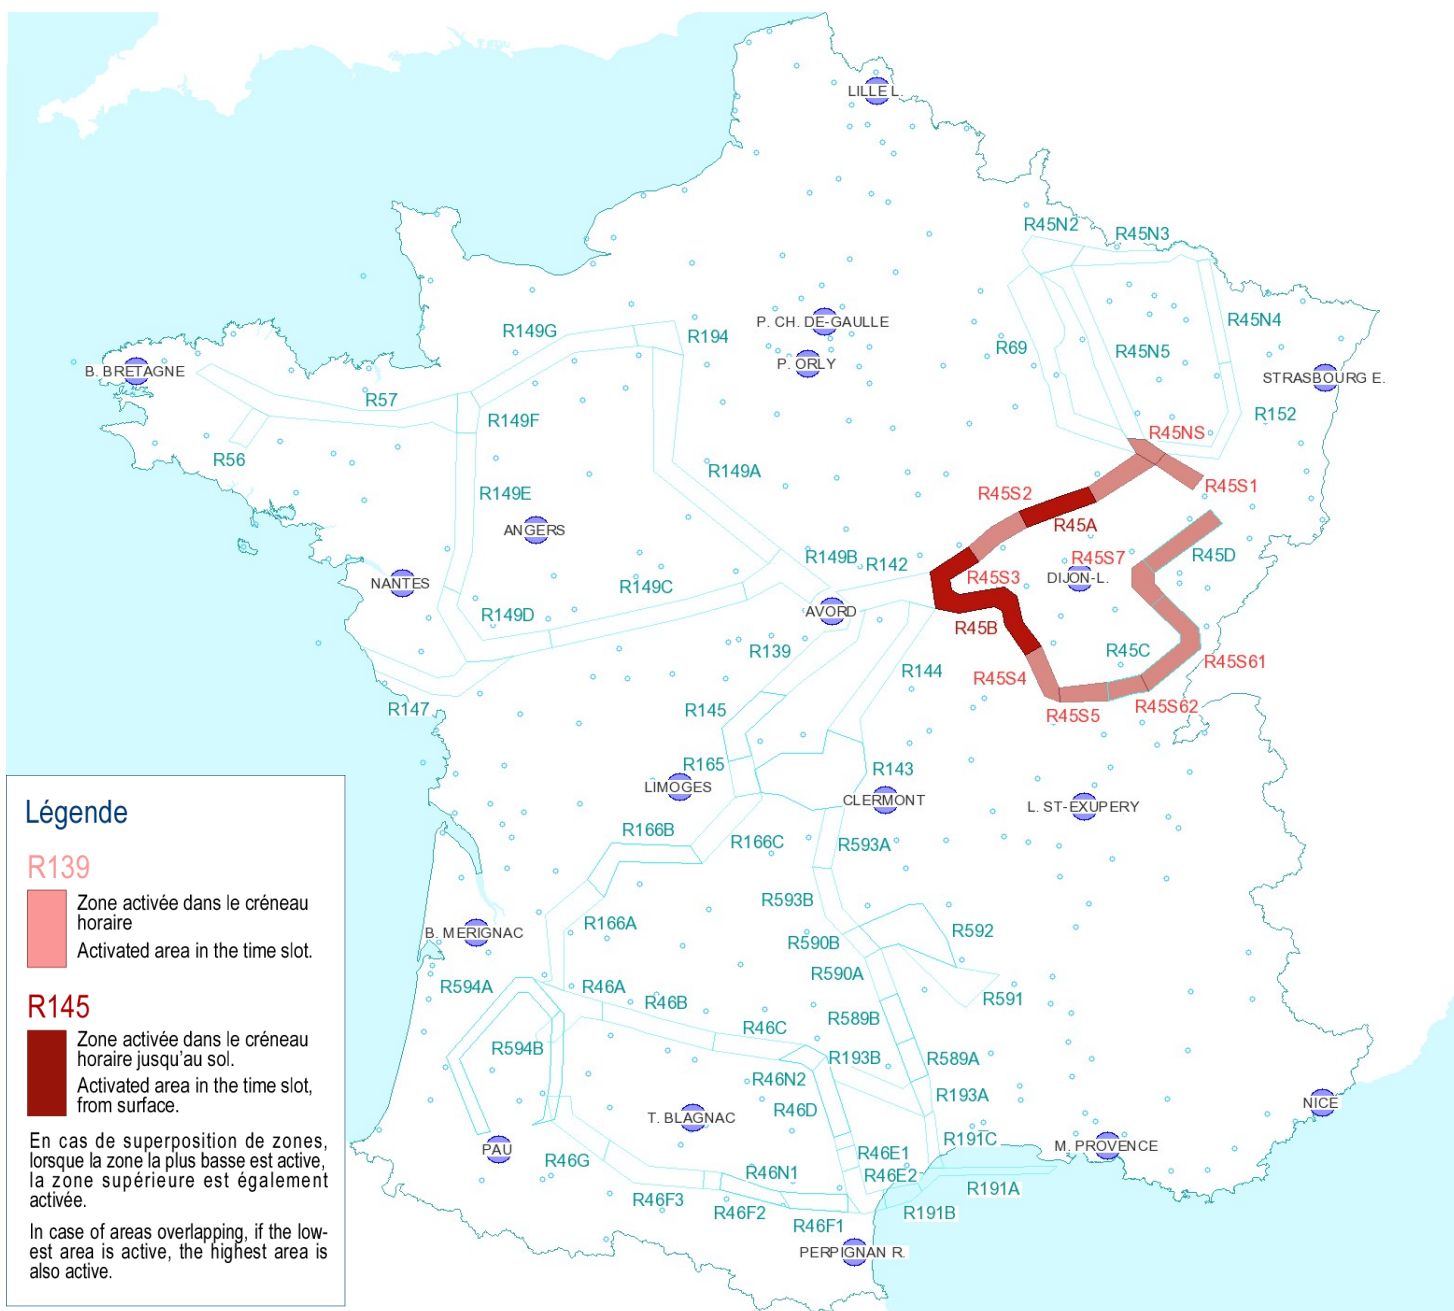 LILLE L.
R45N2
R45N3
P. CH. DE-GAULLE
R149G
R194
R45N4
R69
R45N5
P. ORLY
B. BRETAGNE
STRASBOURG E.
R57
R152
R149F
R45NS
R56
R149A
R149E
R45S2
R45S1
ANGERS
R45A
R149B
R142
R45S7
R45D
R45S3
DIJON-L.
NANTES
R149C
R149D
AVORD
R45B
R139
R45C
R45S61
R144
R45S4
R147
R145
R45S5
R45S62
R165
R143
LIMOGES
CLERMONT
L. ST-EXUPERY
R166B
R166C
R593A
R593B
R166A
B. MERIGNAC
R590B
R592
R590A
R594A
R46A
R46B
R591
R46C
R589B
R594B
R193B
R589A
R46N2
R193A
R46D
T. BLAGNAC
NICE
PAU
R191C
M. PROVENCE
R46G
R46E1
R46N1
R46E2
R46F3
R191A
R46F2
R46F1
R191B
PERPIGNAN R.
Légende
R139
Zone activée dans le créneau
horaire
Activated area in the time slot.
R145
Zone activée dans le créneau
horaire jusqu'au sol.
Activated area in the time slot,
from surface.
En cas de superposition de zones,
lorsque la zone la plus basse est active,
la zone supérieure est également
activée.
In case of areas overlapping, if the low-
est area is active, the highest area is
also active.